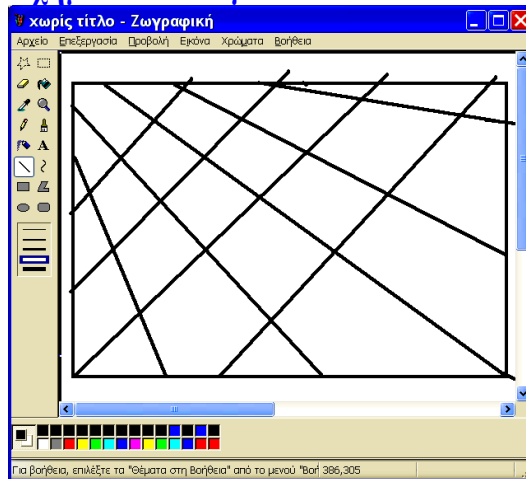 χωρίς τίτλο - Ζωγραφική
Αρχείο Επεξεργασία Προβολή Εικόνα Χρώματα Βοήθεια
A
Για βοήθεια, επιλέξτε τα "Θέματα στη Βοήθεια" από το μενού "Βοή 386,305